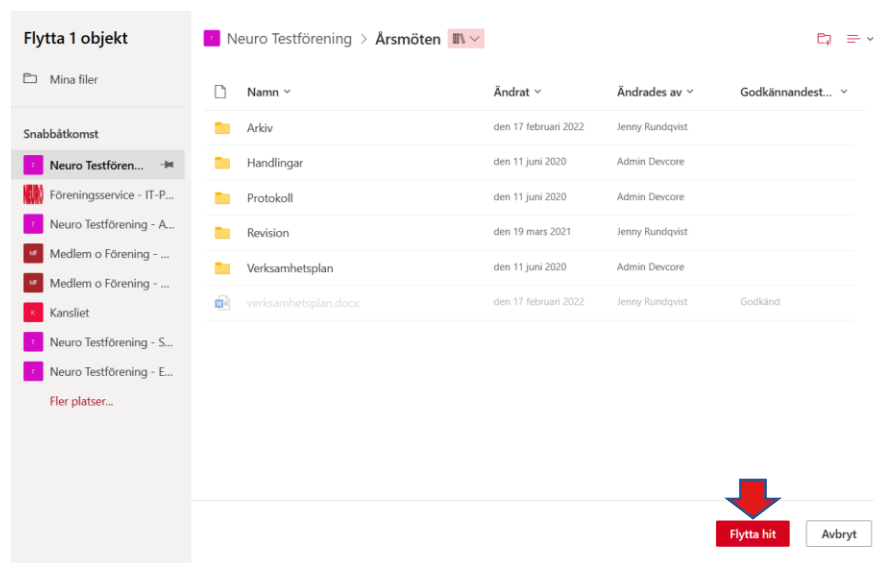 Flytta 1 objekt
Mina filer
Snabbåtkomst
T Neuro Testfören...
NEURO Föreningsservice - IT-P...
T Neuro Testförening - A...
MF Medlem o Förening - ...
MF Medlem o Förening - ...
K Kansliet
T Neuro Testförening - S...
T Neuro Testförening - E...
Fler platser...
T Neuro Testförening > Årsmöten
Namn Ändrat Ändrades av Godkännandest...
Arkiv den 17 februari 2022 Jenny Rundqvist
Handlingar den 11 juni 2020 Admin Devcore
Protokoll den 11 juni 2020 Admin Devcore
Revision den 19 mars 2021 Jenny Rundqvist
Verksamhetsplan den 11 juni 2020 Admin Devcore
verksamhetsplan.docx den 17 februari 2022 Jenny Rundqvist Godkänd
Flytta hit Avbryt